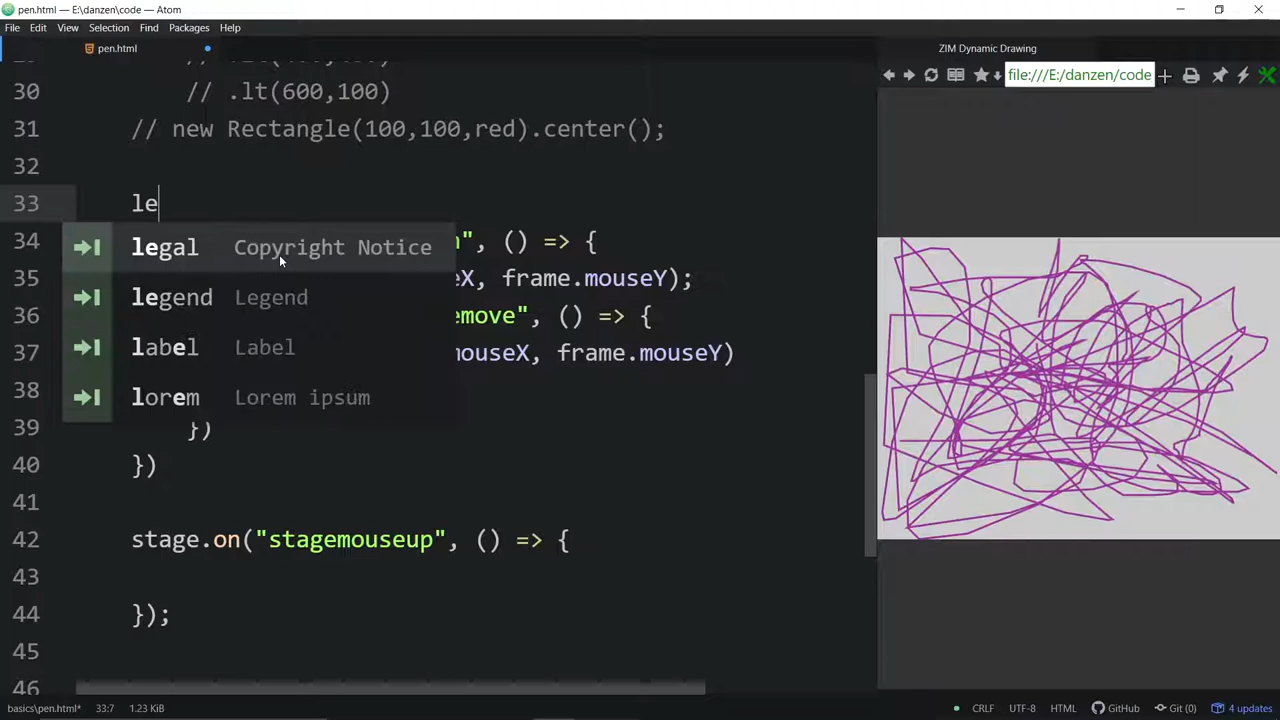 pen.html — E:\danzen\code — Atom
File Edit View Selection Find Packages Help
pen.html
ZIM Dynamic Drawing
file:///E:/danzen/code
30 // .lt(600,100)
31 // new Rectangle(100,100,red).center();
32
33 le
legal Copyright Notice
legend Legend
label Label
lorem Lorem ipsum
34 ", () => {
35 X, frame.mouseY);
36 emove", () => {
37 mouseX, frame.mouseY)
38
39 })
40 })
41
42 stage.on("stagemouseup", () => {
43
44 });
45
46
basics\pen.html* 33:7 1.23 KiB CRLF UTF-8 HTML GitHub Git (0) 4 updates